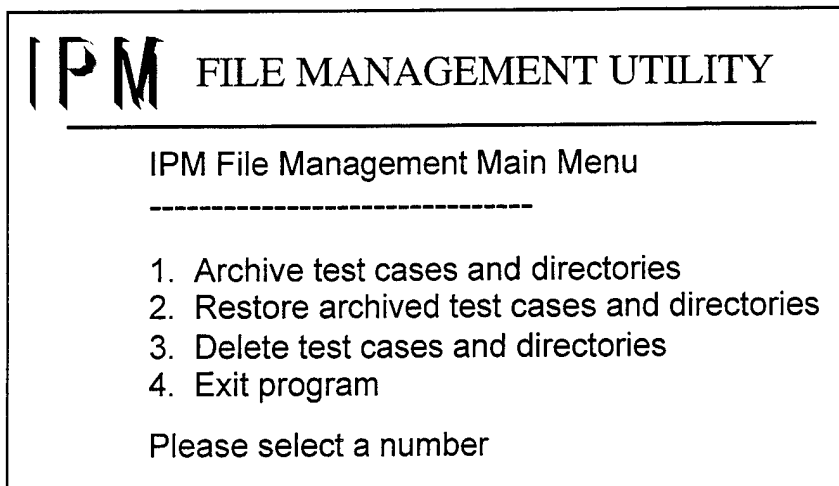 IPM FILE MANAGEMENT UTILITY
IPM File Management Main Menu
-------------------------------
1. Archive test cases and directories
2. Restore archived test cases and directories
3. Delete test cases and directories
4. Exit program
Please select a number